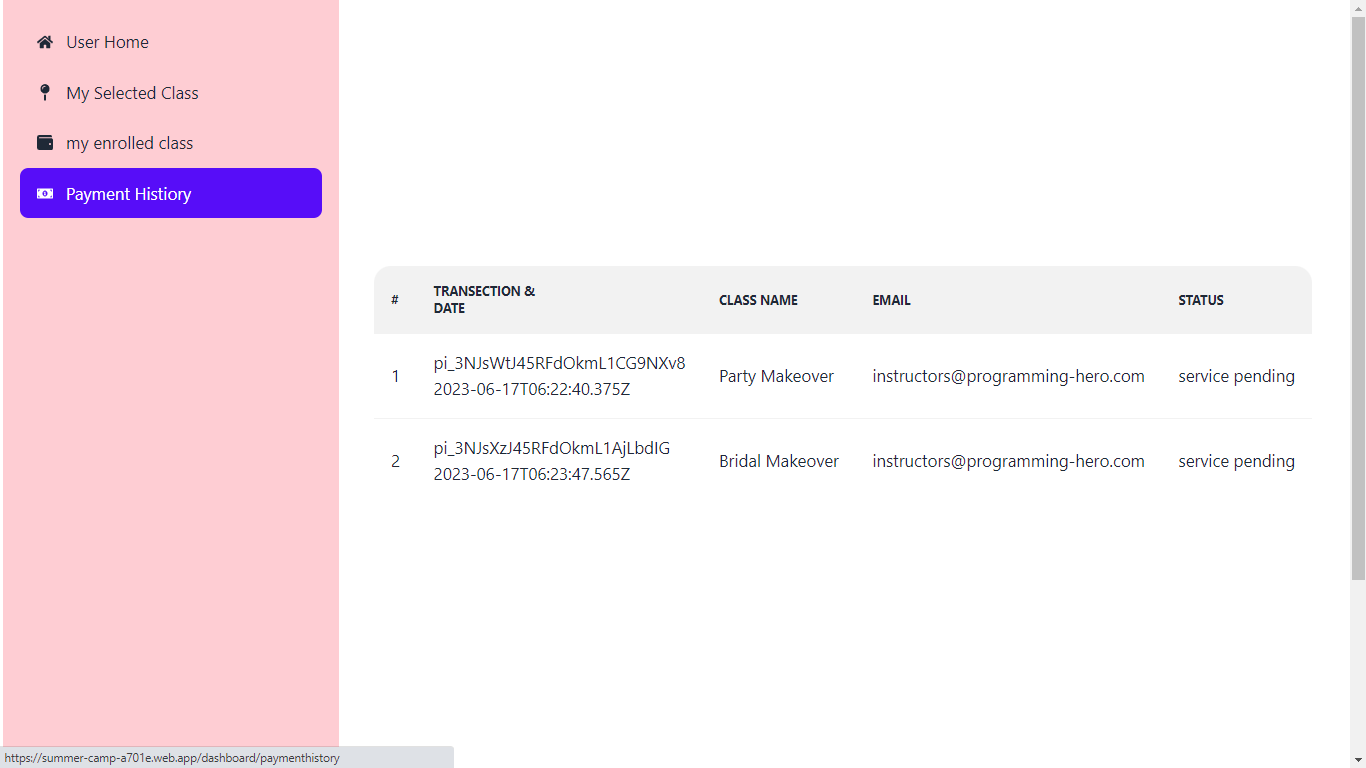 User Home
My Selected Class
my enrolled class
Payment Histiory
# TRANSECTION & DATE CLASS NAME EMAIL STATUS
1 pi_3NJsWtJ45RFdOkmL1CG9NXv8 Party Makeover instructors@programming-hero.com service pending
2023-06-17T06:22:40.375Z
2 pi_3NJsXzJ45RFdOkmL1AjLbdIG Bridal Makeover instructors@programming-hero.com service pending
2023-06-17T06:23:47.565Z
https://summer-camp-a701e.web.app/dashboard/paymenthistory